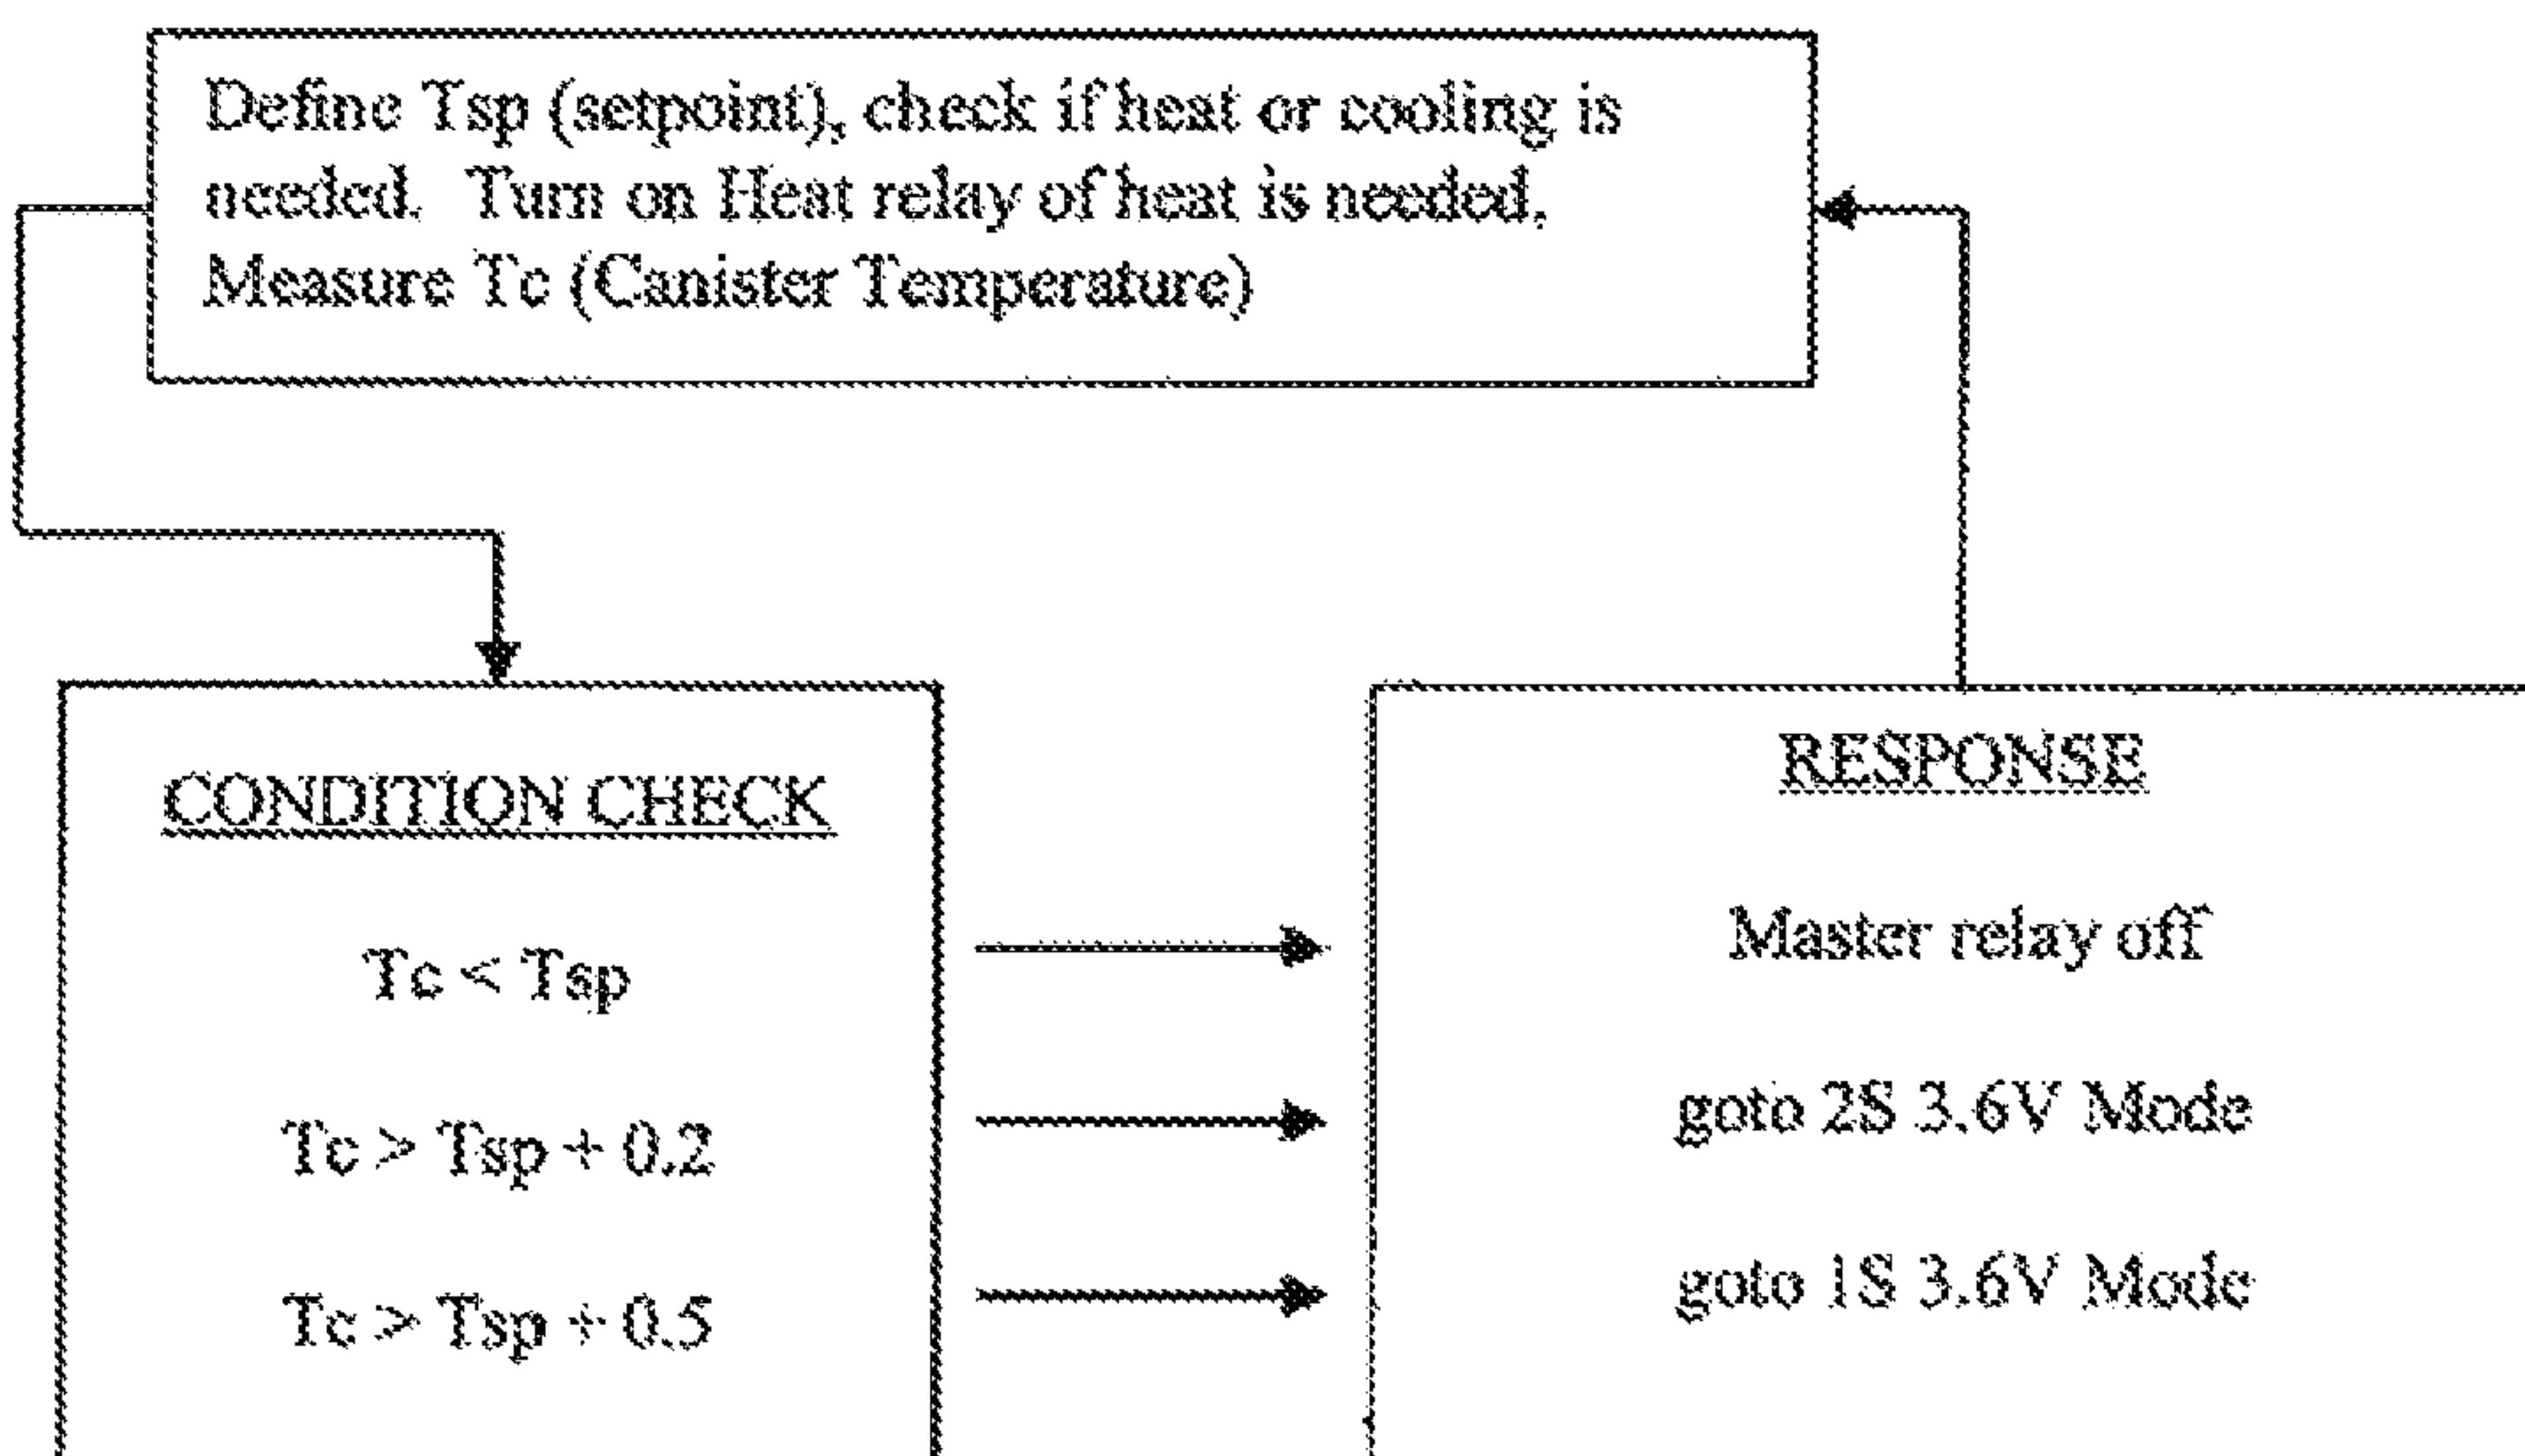 Define Tsp (setpoint), check if heat or cooling is
needed. Turn on Heat relay of heat is needed,
Measure Tc (Canister Temperature)
CONDITION CHECK
Tc < Tsp
Tc > Tsp + 0.2
Tc > Tsp + 0.5
RESPONSE
Master relay off
goto 2S 3.6V Mode
goto 1S 3.6V Mode